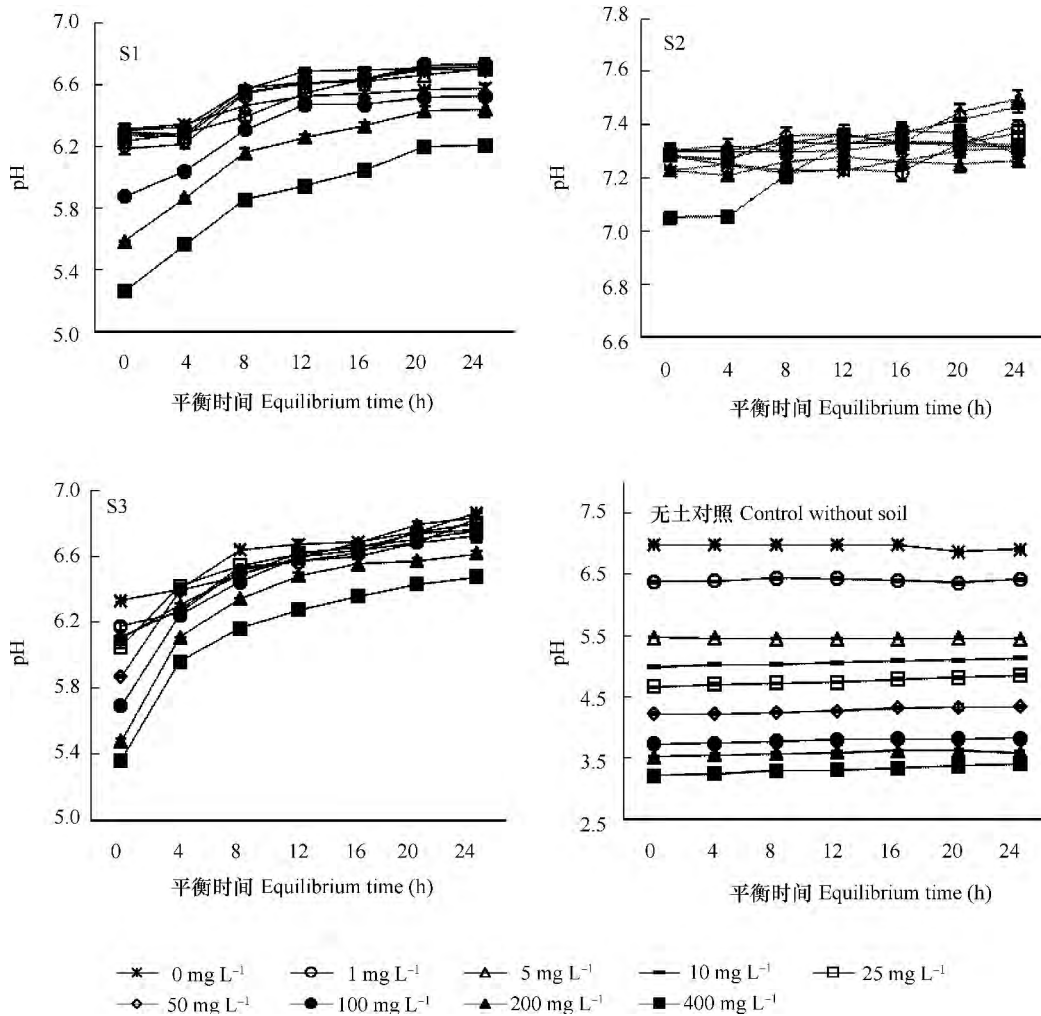 S1
pH
7.0
6.6
6.2
5.8
5.4
5.0
0 4 8 12 16 20 24
平衡时间 Equilibrium time (h)
S2
pH
7.8
7.6
7.4
7.2
7.0
6.8
6.6
0 4 8 12 16 20 24
平衡时间 Equilibrium time (h)
S3
pH
7.0
6.6
6.2
5.8
5.4
5.0
0 4 8 12 16 20 24
平衡时间 Equilibrium time (h)
无土对照 Control without soil
pH
7.5
6.5
5.5
4.5
3.5
2.5
0 4 8 12 16 20 24
平衡时间 Equilibrium time (h)
0 mg L⁻¹ 1 mg L⁻¹ 5 mg L⁻¹ 10 mg L⁻¹ 25 mg L⁻¹
50 mg L⁻¹ 100 mg L⁻¹ 200 mg L⁻¹ 400 mg L⁻¹